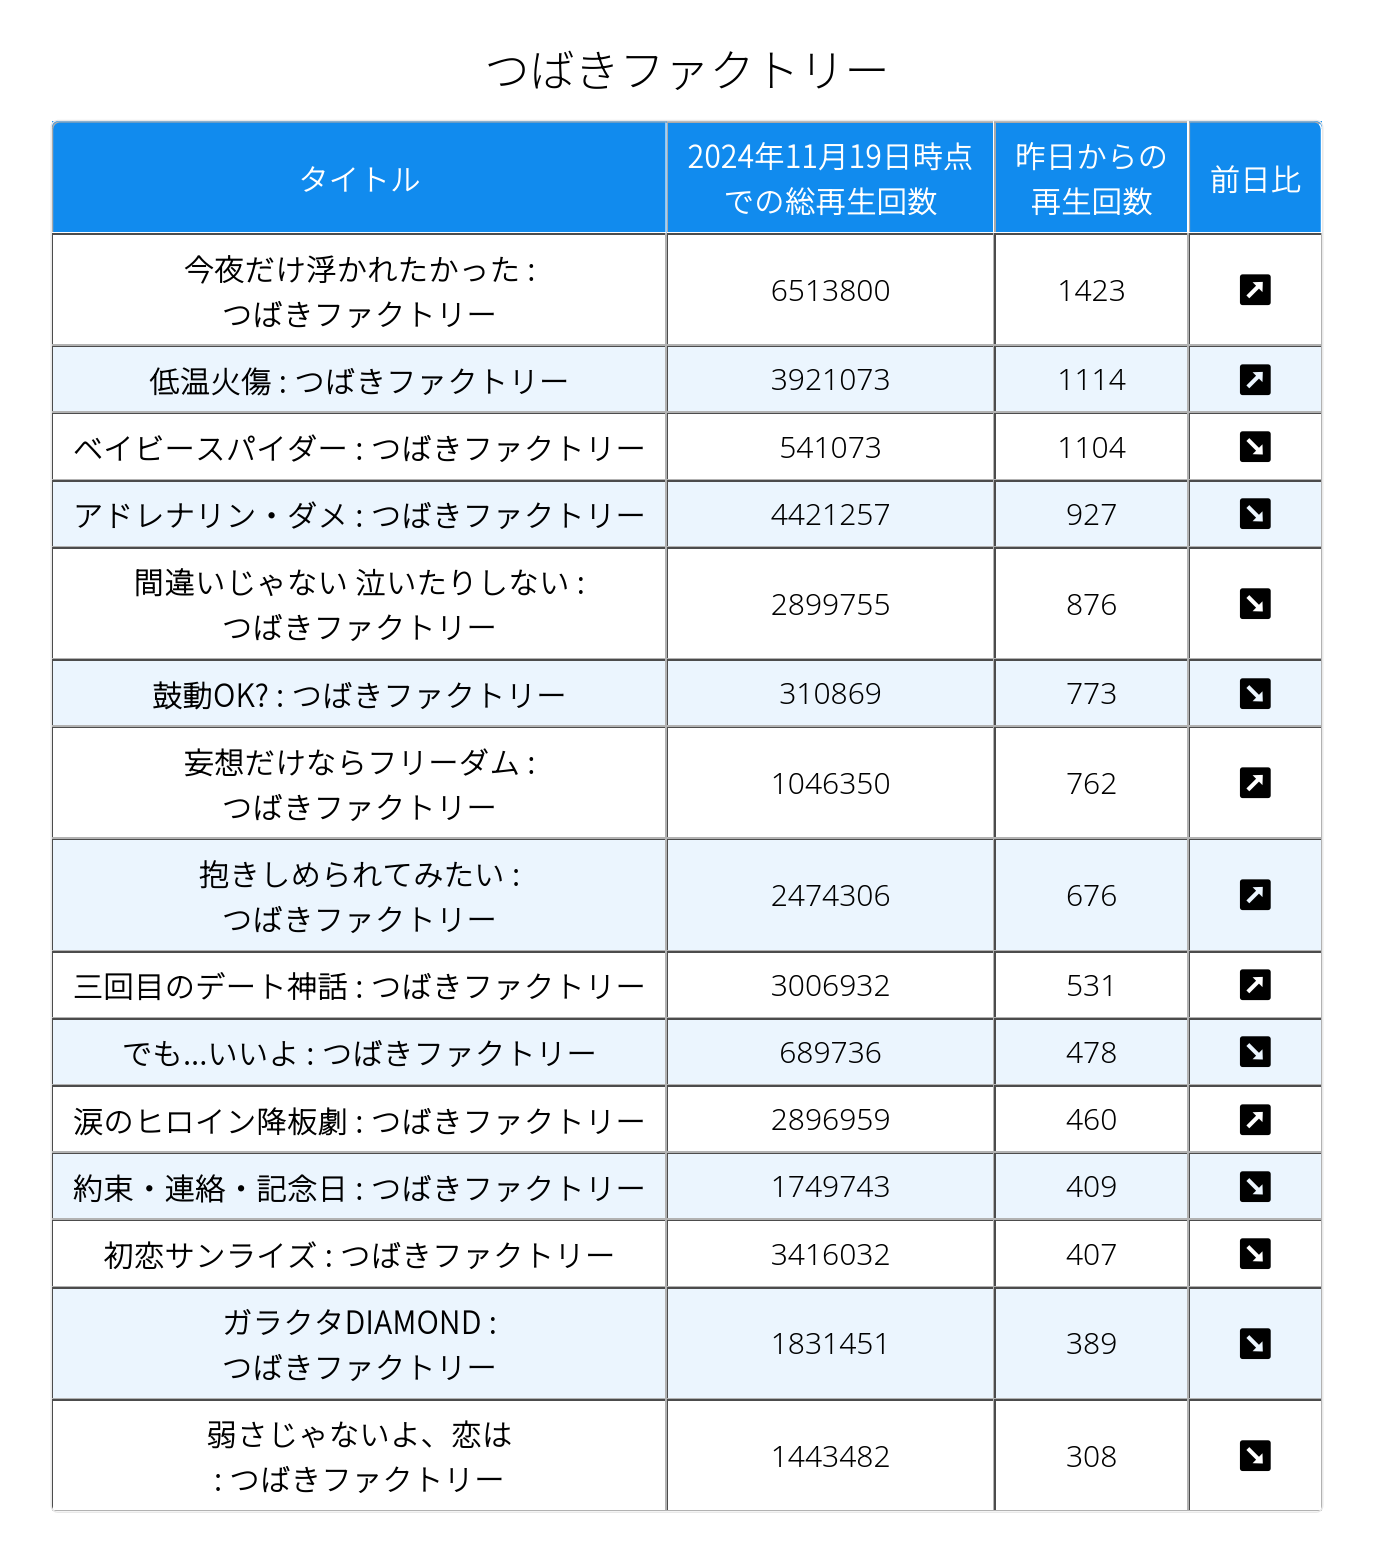 つばきファクトリー
タイトル
2024年11月19日時点
での総再生回数
昨日からの
再生回数
前日比
今夜だけ浮かれたかった :
つばきファクトリー
6513800
1423
低温火傷 : つばきファクトリー
3921073
1114
ベイビースパイダー : つばきファクトリー
541073
1104
アドレナリン・ダメ : つばきファクトリー
4421257
927
間違いじゃない 泣いたりしない :
つばきファクトリー
2899755
876
鼓動OK? : つばきファクトリー
310869
773
妄想だけならフリーダム :
つばきファクトリー
1046350
762
抱きしめられてみたい :
つばきファクトリー
2474306
676
三回目のデート神話 : つばきファクトリー
3006932
531
でも...いいよ : つばきファクトリー
689736
478
涙のヒロイン降板劇 : つばきファクトリー
2896959
460
約束・連絡・記念日 : つばきファクトリー
1749743
409
初恋サンライズ : つばきファクトリー
3416032
407
ガラクタDIAMOND :
つばきファクトリー
1831451
389
弱さじゃないよ、恋は
: つばきファクトリー
1443482
308